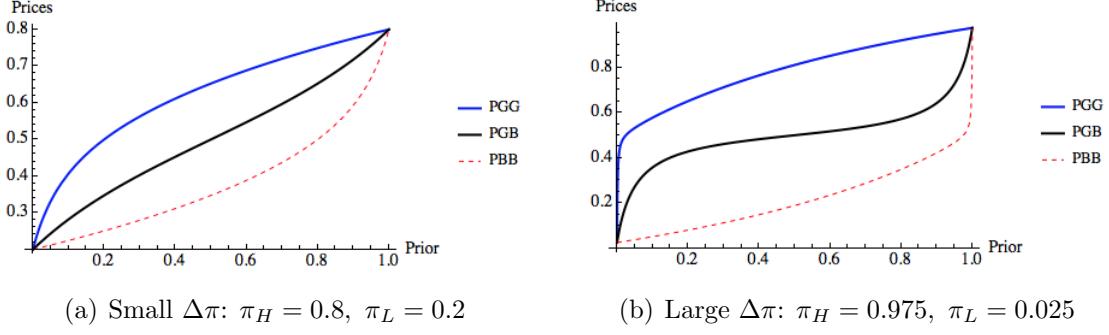 Prices
0.8
0.7
0.6
0.5
0.4
0.3
0.2
0.4
0.6
0.8
1.0
Prior
PGG
PGB
PBB
(a) Small Δπ: π_H = 0.8, π_L = 0.2
Prices
0.8
0.6
0.4
0.2
0.2
0.4
0.6
0.8
1.0
Prior
PGG
PGB
PBB
(b) Large Δπ: π_H = 0.975, π_L = 0.025